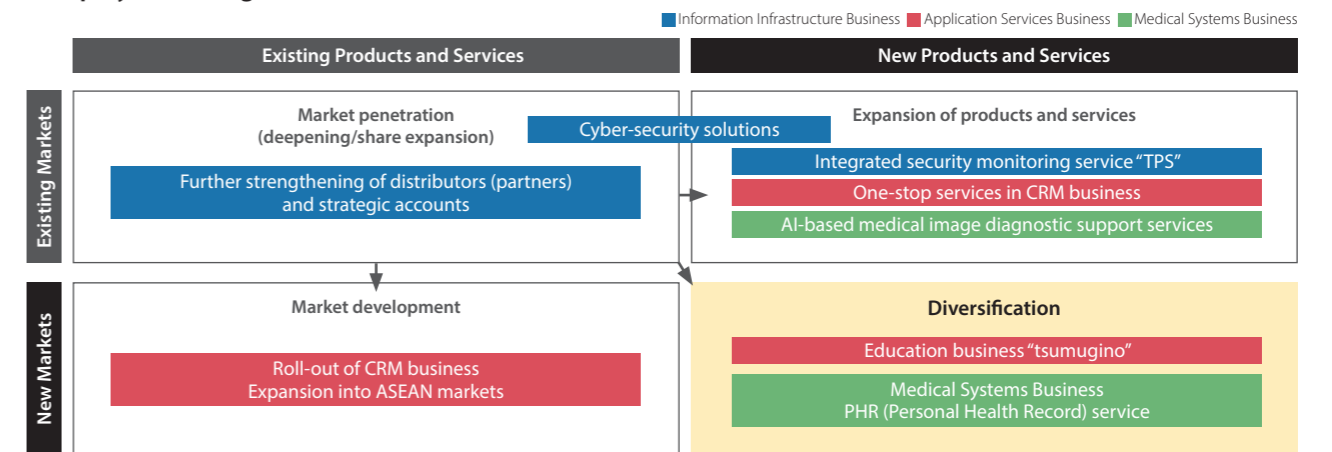 Information Infrastructure Business Application Services Business Medical Systems Business
Existing Products and Services
New Products and Services
Existing Markets
Market penetration
(deepening/share expansion)
Cyber-security solutions
Further strengthening of distributors (partners)
and strategic accounts
Expansion of products and services
Integrated security monitoring service “TPS”
One-stop services in CRM business
AI-based medical image diagnostic support services
New Markets
Market development
Roll-out of CRM business
Expansion into ASEAN markets
Diversification
Education business “tsumugino”
Medical Systems Business
PHR (Personal Health Record) service